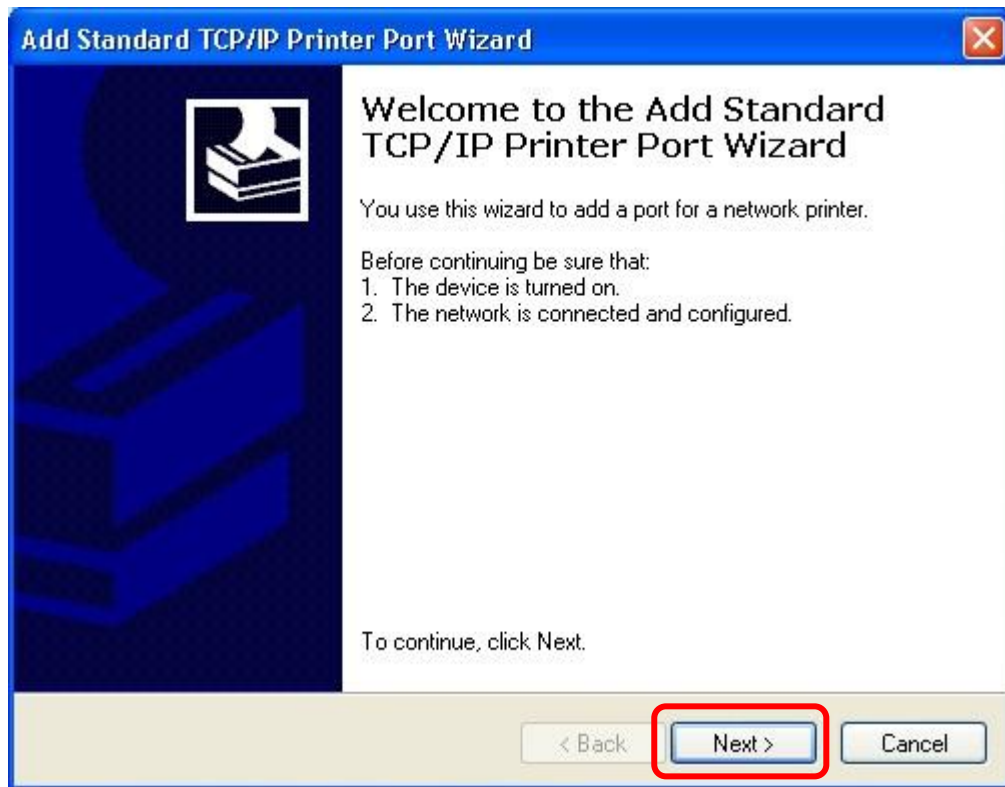 Add Standard TCP/IP Printer Port Wizard
Welcome to the Add Standard
TCP/IP Printer Port Wizard
You use this wizard to add a port for a network printer.
Before continuing be sure that:
1. The device is turned on.
2. The network is connected and configured.
To continue, click Next.
< Back
Next >
Cancel